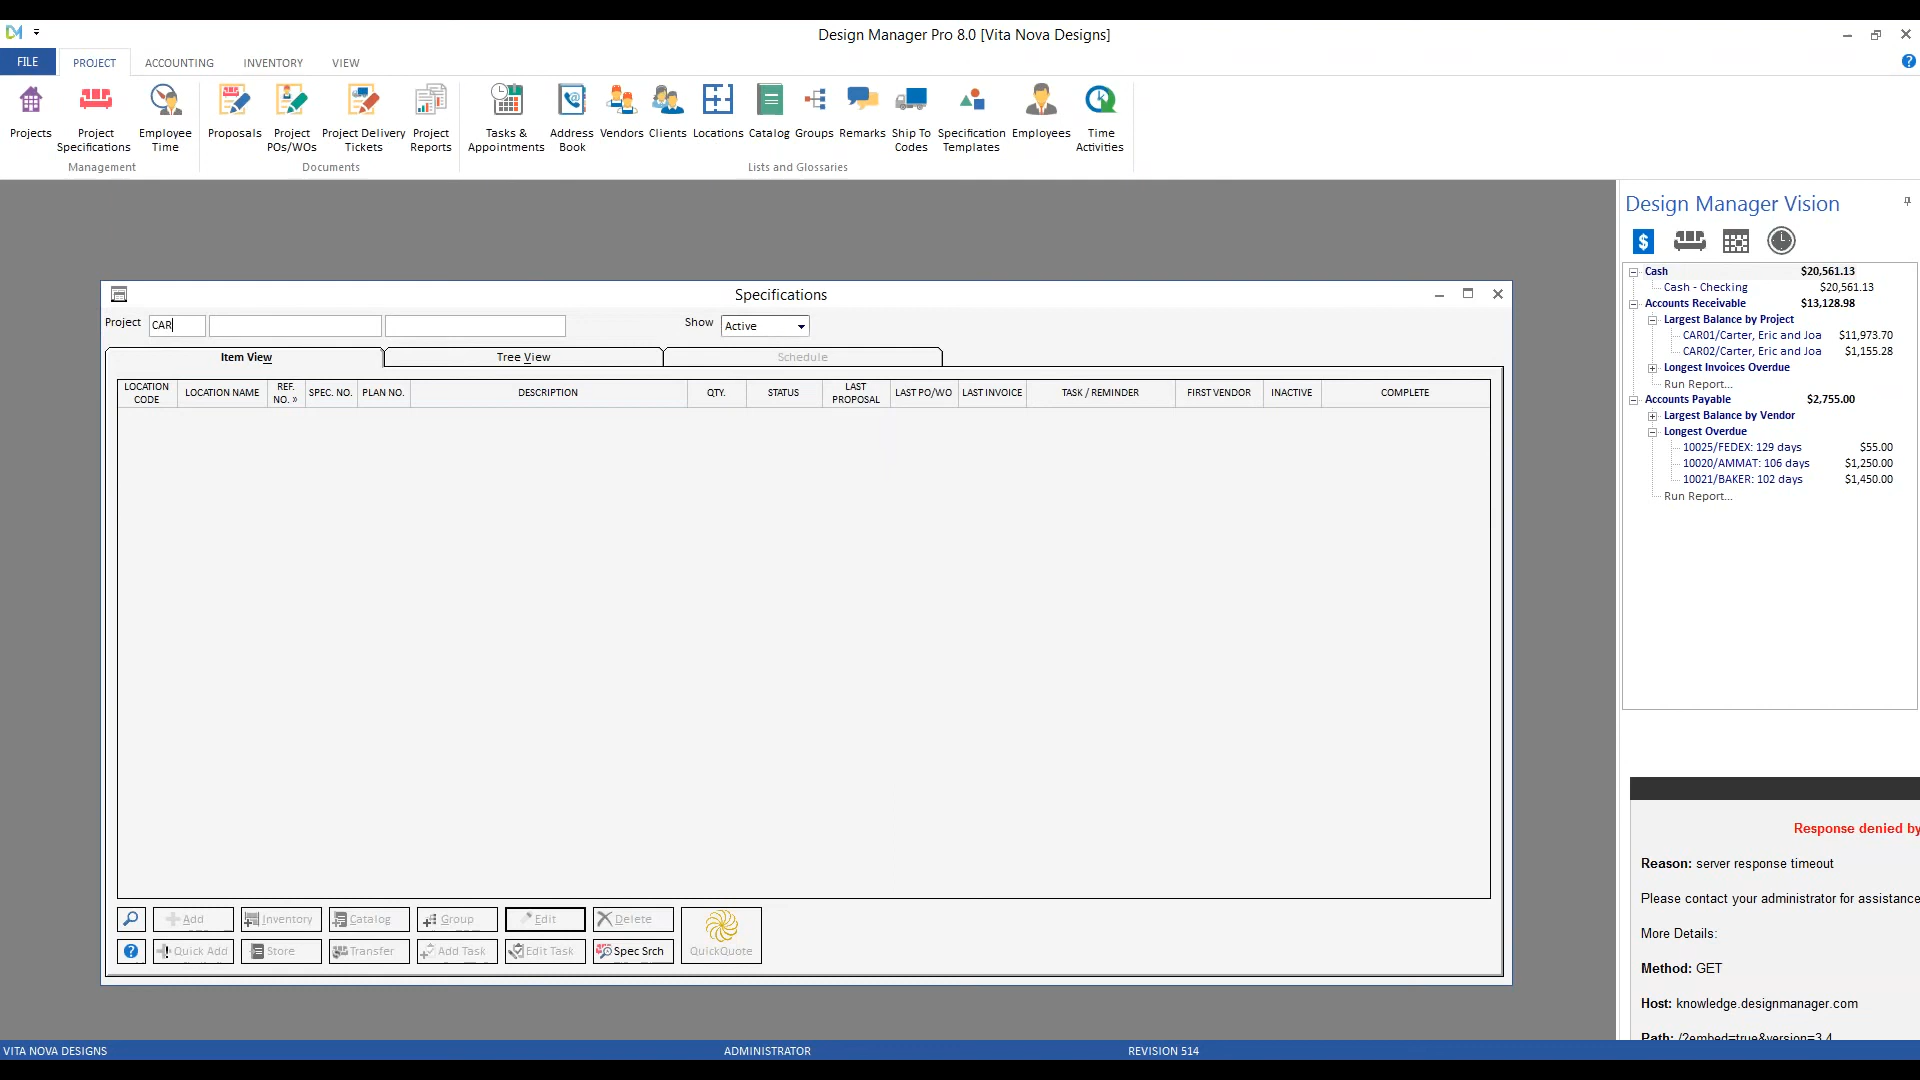 Design Manager Pro 8.0 [Vita Nova Designs]
FILE PROJECT ACCOUNTING INVENTORY VIEW
Projects
Project Specifications
Employee Time
Management
Proposals
Project POs/WOs
Project Delivery Tickets
Project Reports
Documents
Tasks & Appointments
Address Book
Vendors
Clients
Locations
Catalog
Groups
Remarks
Ship To Codes
Specification Templates
Employees
Time Activities
Lists and Glossaries
Specifications
Project CAR Show Active
Item View Tree View Schedule
LOCATION CODE LOCATION NAME REF. NO. » SPEC. NO. PLAN NO. DESCRIPTION QTY. STATUS LAST PROPOSAL LAST PO/WO LAST INVOICE TASK / REMINDER FIRST VENDOR INACTIVE COMPLETE
Add Inventory Catalog Group Edit Delete
Quick Add Store Transfer Add Task Edit Task Spec Srch QuickQuote
Design Manager Vision
Cash $20,561.13
Cash - Checking $20,561.13
Accounts Receivable $13,128.98
Largest Balance by Project
CAR01/Carter, Eric and Joa $11,973.70
CAR02/Carter, Eric and Joa $1,155.28
Longest Invoices Overdue
Run Report...
Accounts Payable $2,755.00
Largest Balance by Vendor
Longest Overdue
10025/FEDEX: 129 days $55.00
10020/AMMAT: 106 days $1,250.00
10021/BAKER: 102 days $1,450.00
Run Report...
Response denied by
Reason: server response timeout
Please contact your administrator for assistance
More Details:
Method: GET
Host: knowledge.designmanager.com
Path: /?embed=true&version=3.4
VITA NOVA DESIGNS ADMINISTRATOR REVISION 514